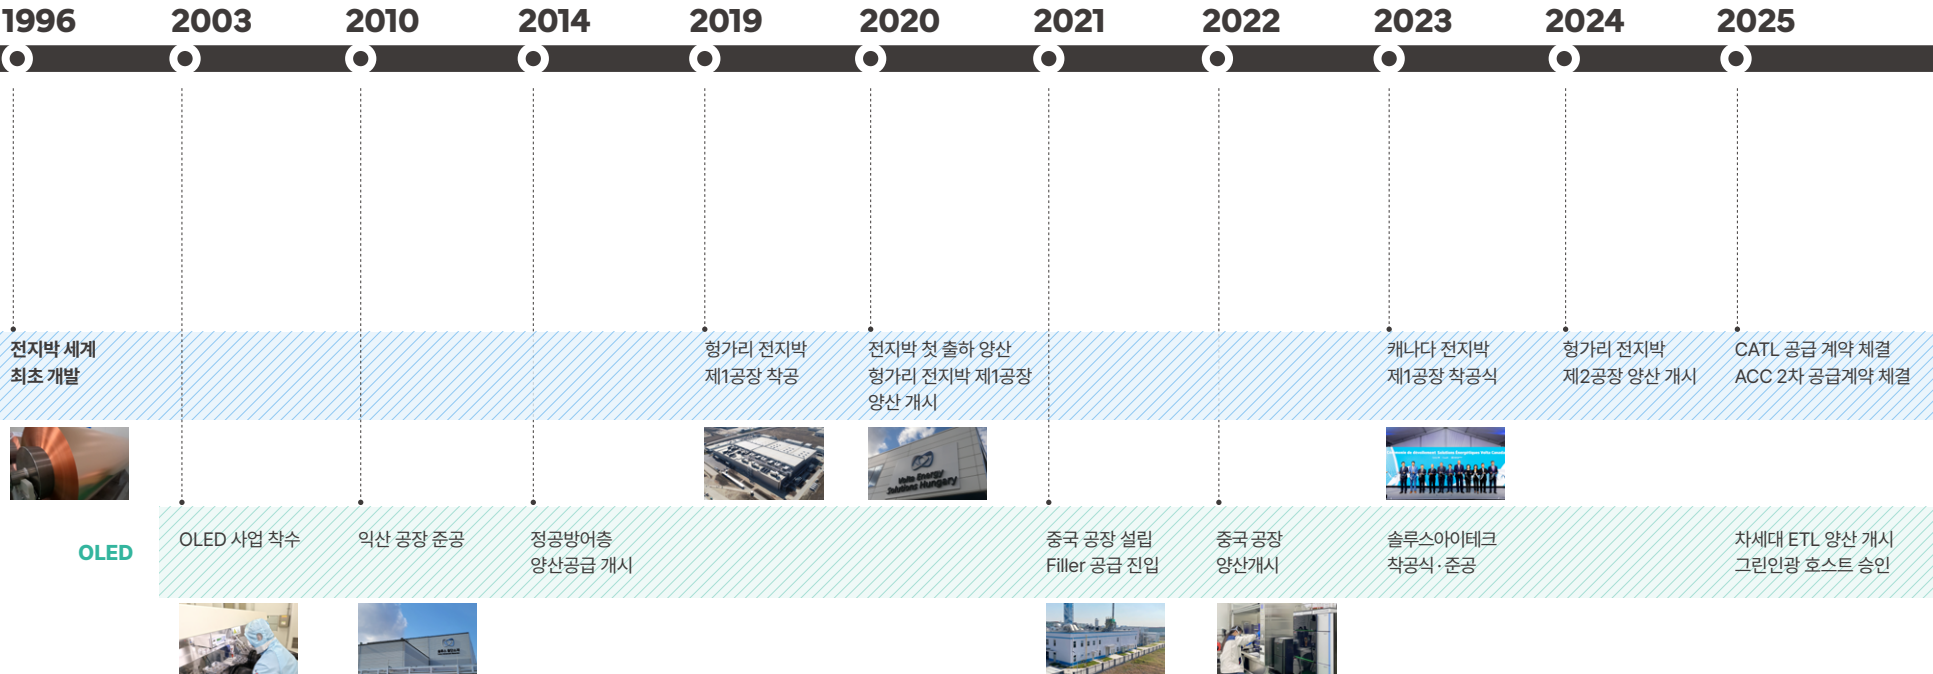 1996
2003
2010
2014
2019
2020
2021
2022
2023
2024
2025
전지박 세계
최초 개발
헝가리 전지박
제1공장 착공
전지박 첫 출하 양산
헝가리 전지박 제1공장
양산 개시
캐나다 전지박
제1공장 착공식
헝가리 전지박
제2공장 양산 개시
CATL 공급 계약 체결
ACC 2차 공급계약 체결
Volta Energy
Solutions Hungary
OLED
OLED 사업 착수
익산 공장 준공
정공방어층
양산공급 개시
중국 공장 설립
Filler 공급 진입
중국 공장
양산개시
솔루스아이테크
착공식·준공
차세대 ETL 양산 개시
그린인광 호스트 승인